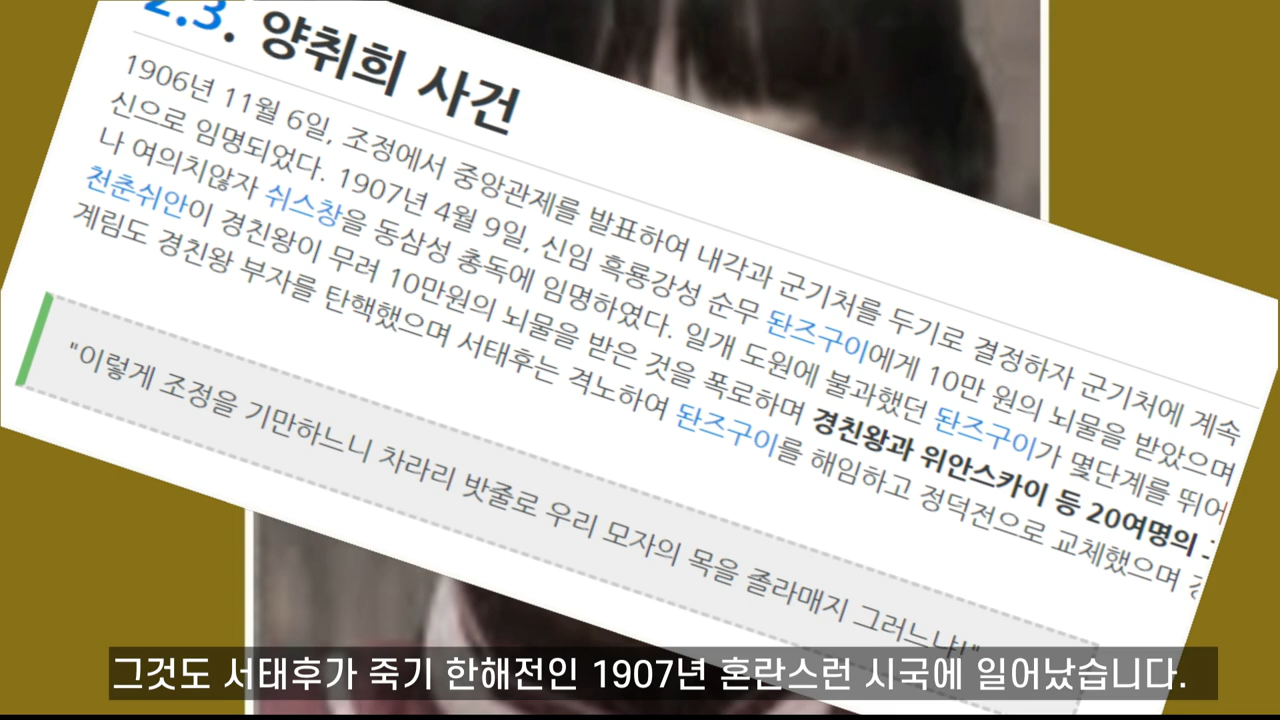 2.3. 양취희 사건
1906년 11월 6일, 조정에서 중앙관제를 발표하여 내각과 군기처를 두기로 결정하자 군기처에 계속
신으로 임명되었다. 1907년 4월 9일, 신임 흑룡강성 순무 돤즈구이에게 10만 원의 뇌물을 받았으며
나 여의치않자 쉬스창을 동삼성 총독에 임명하였다. 일개 도원에 불과했던 돤즈구이가 몇단계를 뛰어
천춘쉬안이 경친왕이 무려 10만원의 뇌물을 받은 것을 폭로하며 경친왕과 위안스카이 등 20여명의
계림도 경친왕 부자를 탄핵했으며 서태후는 격노하여 돤즈구이를 해임하고 정덕전으로 교체했으며
"이렇게 조정을 기만하느니 차라리 밧줄로 우리 모자의 목을 졸라매지 그러느냐!"
그것도 서태후가 죽기 한해전인 1907년 혼란스런 시국에 일어났습니다.